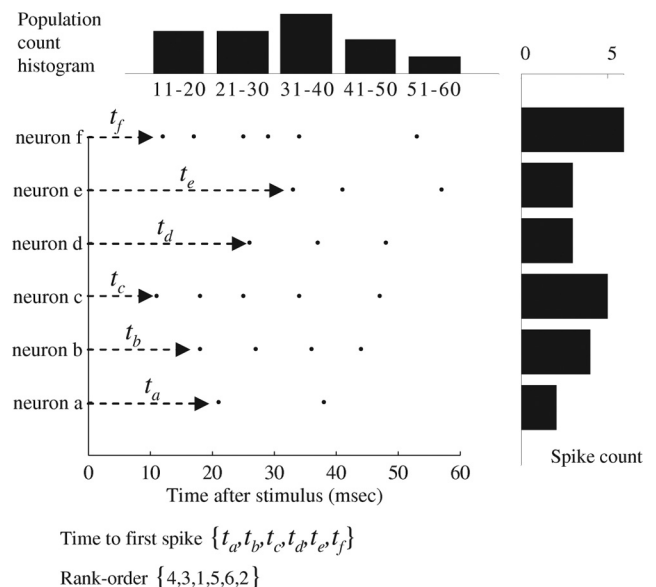 Population
count
histogram
11-20 21-30 31-40 41-50 51-60
0 5
neuron f t_f
neuron e t_e
neuron d t_d
neuron c t_c
neuron b t_b
neuron a t_a
Spike count
0 10 20 30 40 50 60
Time after stimulus (msec)
Time to first spike {t_a,t_b,t_c,t_d,t_e,t_f}
Rank-order {4,3,1,5,6,2}